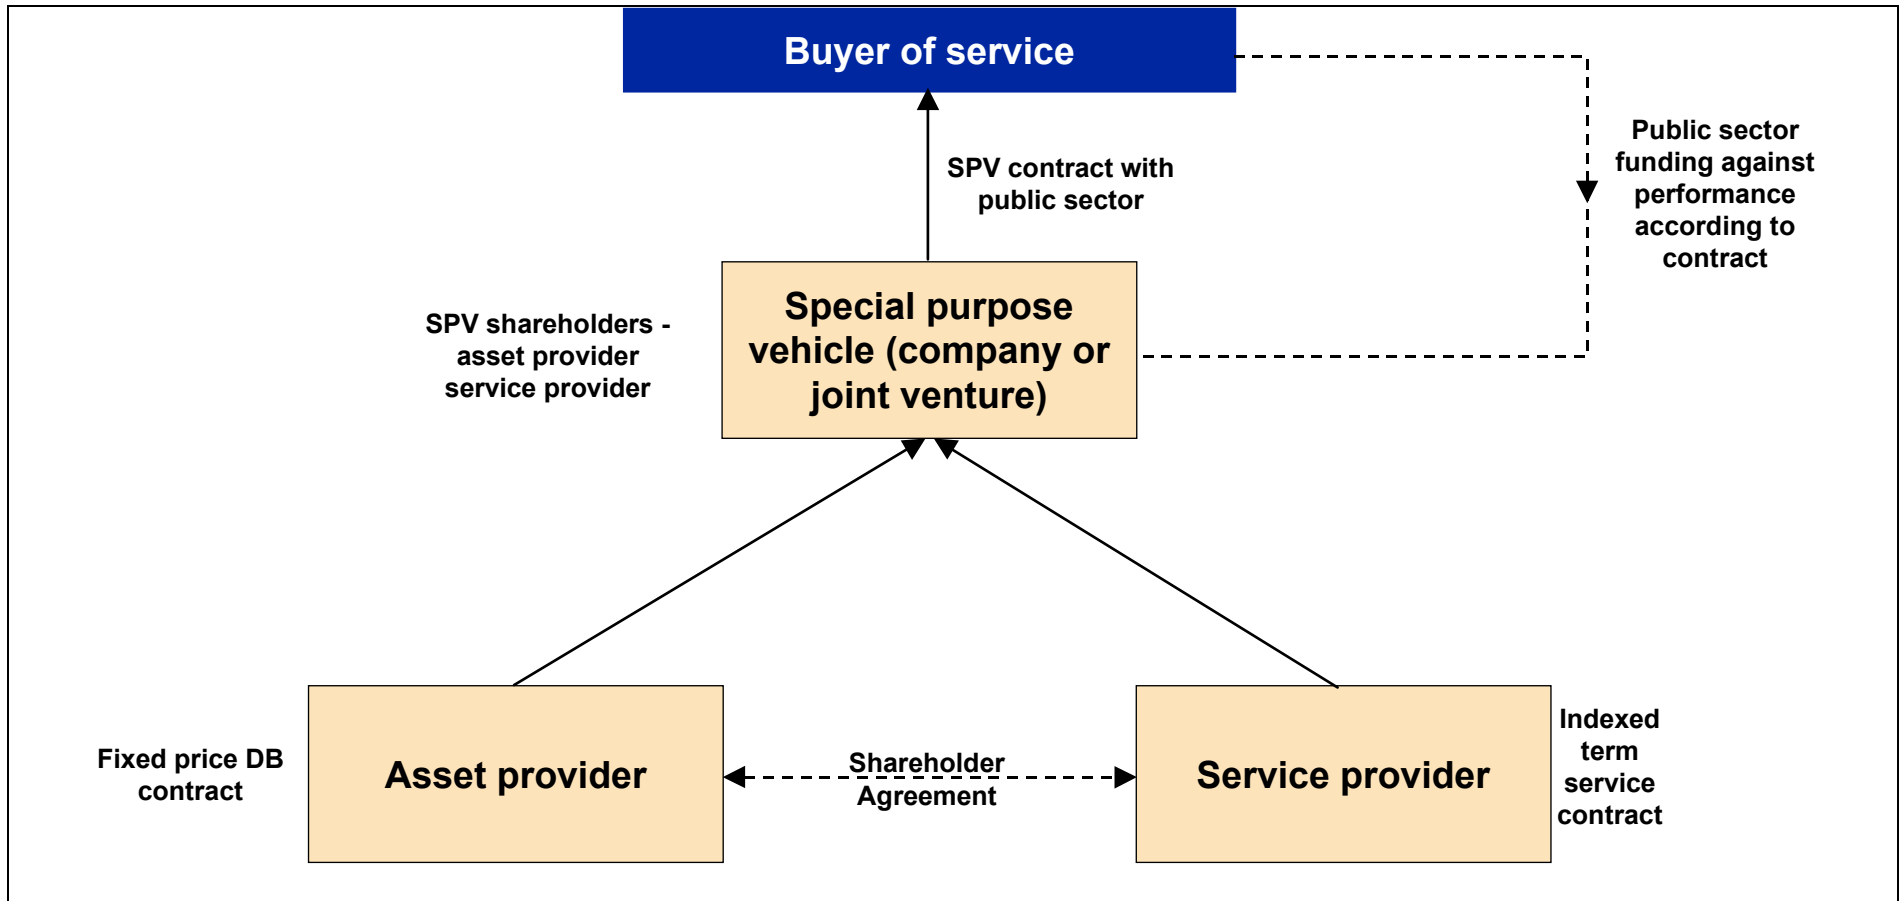 Buyer of service
SPV contract with
public sector
Public sector
funding against
performance
according to
contract
Special purpose
vehicle (company or
joint venture)
SPV shareholders -
asset provider
service provider
Fixed price DB
contract
Asset provider
Shareholder
Agreement
Service provider
Indexed
term
service
contract